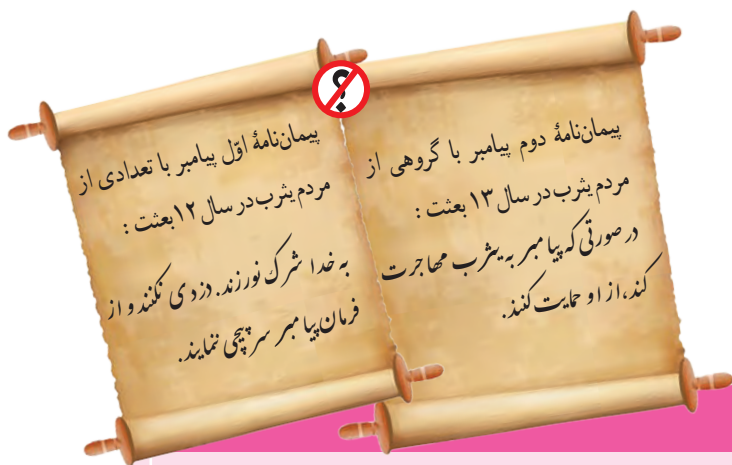 پیمان‌نامهٔ دوم پیامبر با گروهی از
مردم یثرب در سال ۱۳ بعثت :
در صورتی که پیامبر به یثرب مهاجرت
کند، از او حمایت کنند.
؟
پیمان‌نامهٔ اوّل پیامبر با تعدادی از
مردم یثرب در سال ۱۲ بعثت :
به خدا شرک نورزند. دزدی نکنند و از
فرمان پیامبر سرپیچی ننمایند.